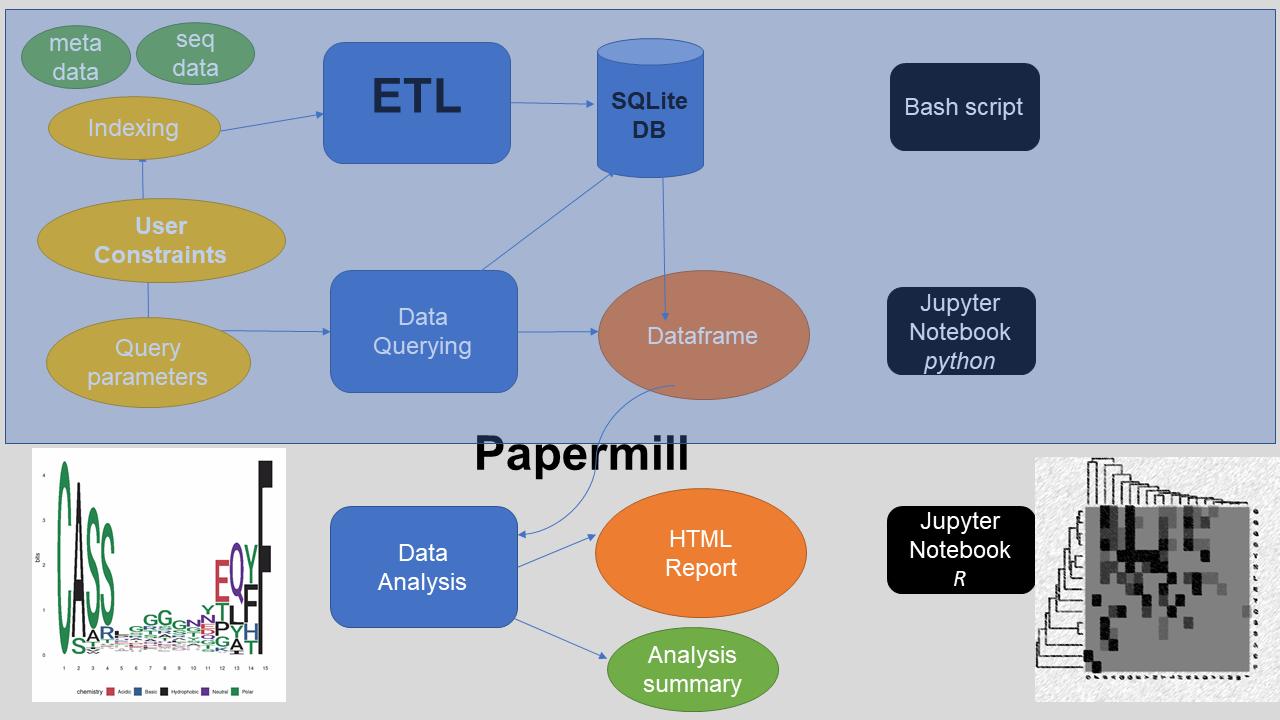 meta
data
seq
data
ETL
SQLite
DB
Bash script
Indexing
User
Constraints
Data
Querying
Dataframe
Jupyter
Notebook
python
Query
parameters
Papermill
Data
Analysis
HTML
Report
Jupyter
Notebook
R
Analysis
summary
bits
4
3
2
1
0
1 2 3 4 5 6 7 8 9 10 11 12 13 14 15
chemistry Acidic Basic Hydrophobic Neutral Polar